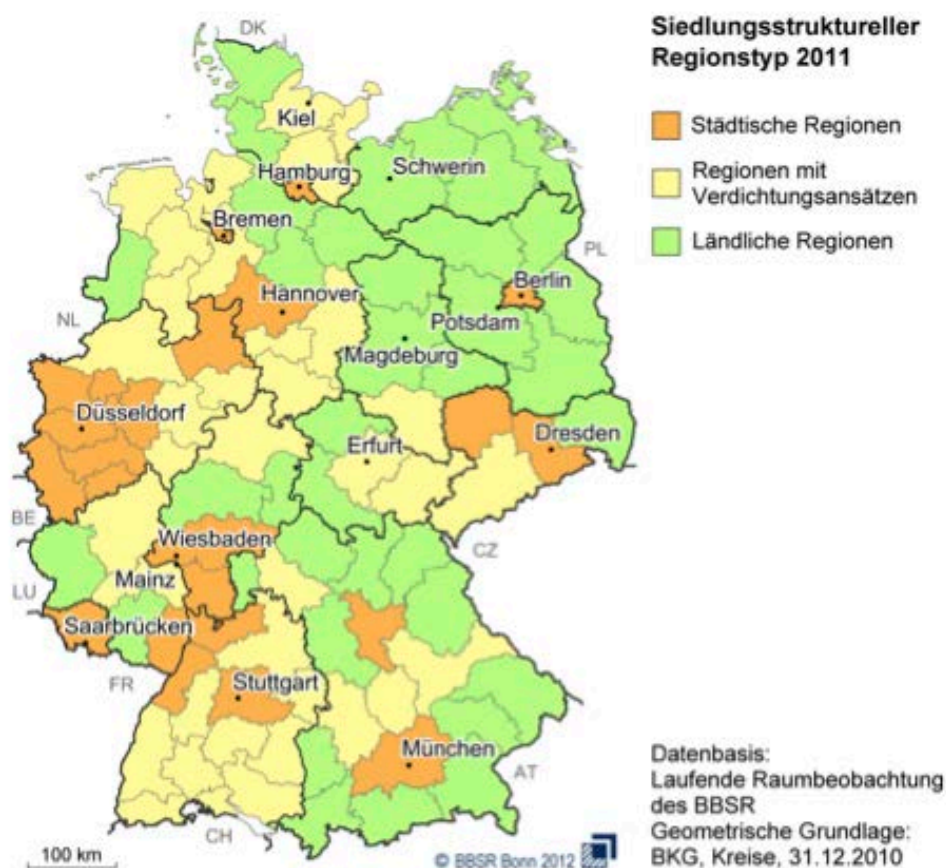 Siedlungsstruktureller
Regionstyp 2011
Städtische Regionen
Regionen mit
Verdichtungsansätzen
Ländliche Regionen
DK
Kiel
Hamburg
Schwerin
Bremen
PL
Berlin
Hannover
NL
Potsdam
Magdeburg
Düsseldorf
Erfurt
Dresden
BE
Wiesbaden
CZ
Mainz
LU
Saarbrücken
FR
Stuttgart
München
AT
CH
100 km
© BBSR Bonn 2012
Datenbasis:
Laufende Raumbeobachtung
des BBSR
Geometrische Grundlage:
BKG, Kreise, 31.12.2010